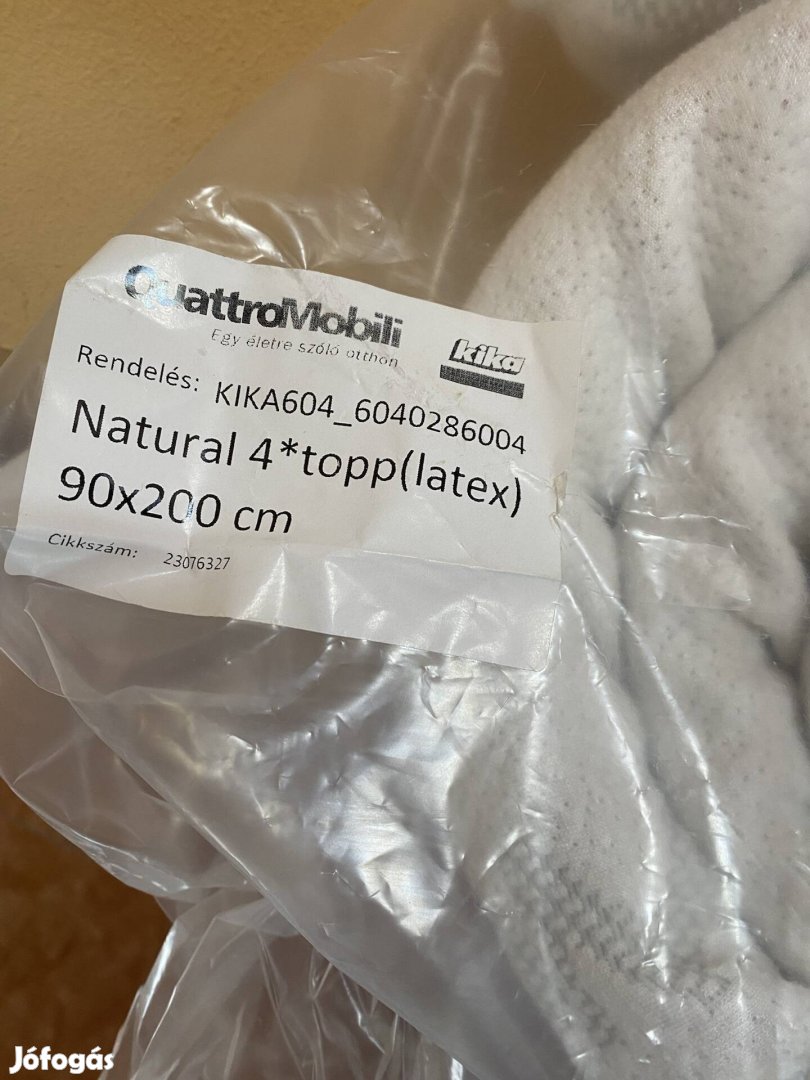 QuattroMobili
Egy életre szóló otthon
kika
Rendelés: KIKA604_6040286004
Natural 4*topp(latex)
90x200 cm
Cikkszám: 23076327
Jófogás